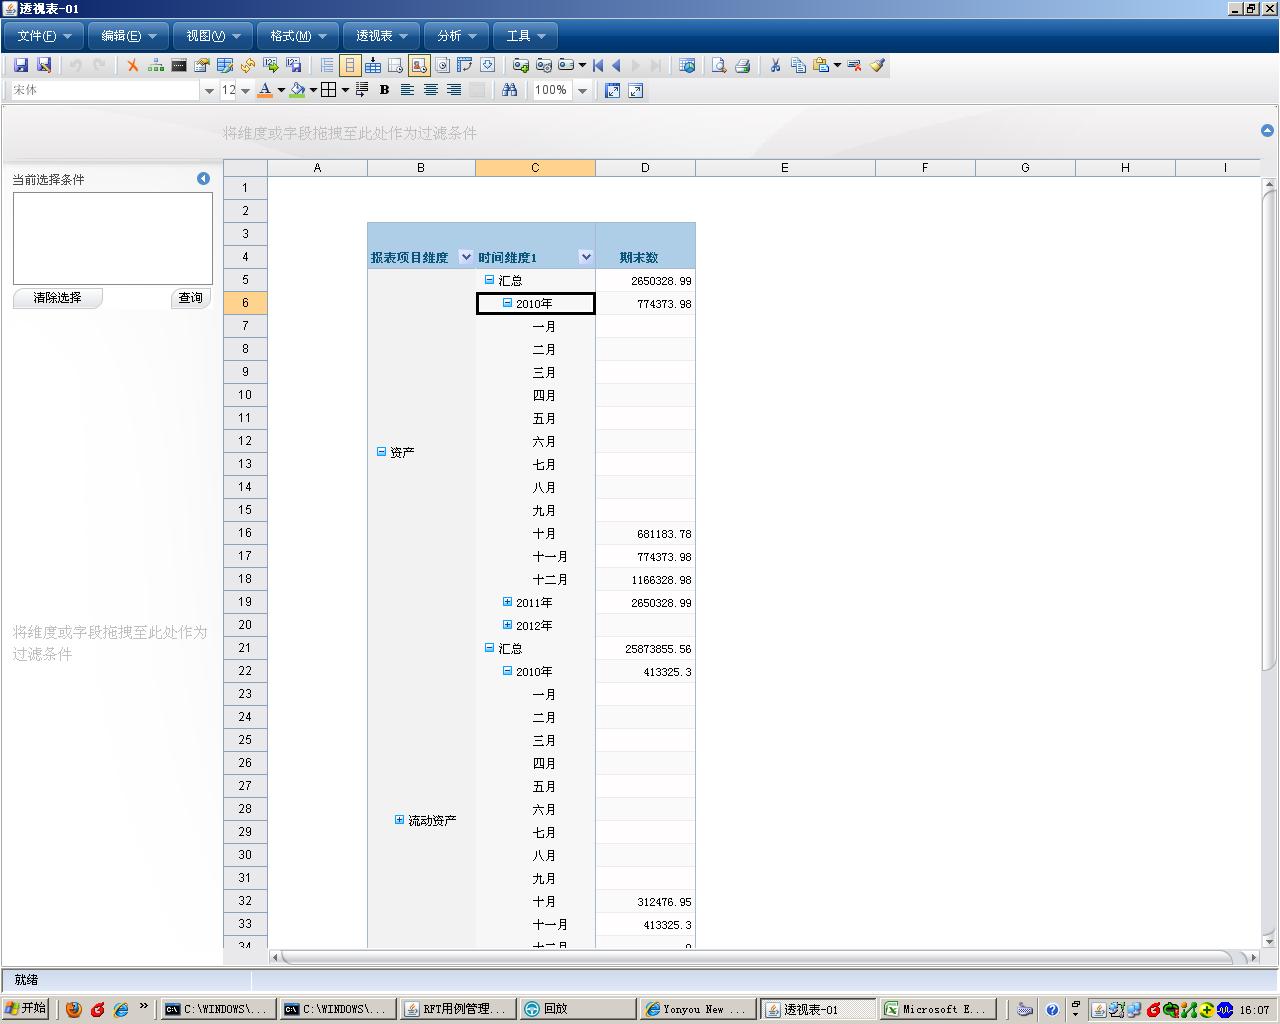 透视表-01
文件(F) 编辑(E) 视图(V) 格式(M) 透视表 分析 工具
宋体 12 A B 100%
将维度或字段拖拽至此处作为过滤条件
当前选择条件
清除选择 查询
将维度或字段拖拽至此处作为
过滤条件
A B C D E F G H I
1
2
3
4 报表项目维度 时间维度1 期末数
5 汇总 2650328.99
6 2010年 774373.98
7 一月
8 二月
9 三月
10 四月
11 五月
12 六月
资产
13 七月
14 八月
15 九月
16 十月 681183.78
17 十一月 774373.98
18 十二月 1166328.98
19 2011年 2650328.99
20 2012年
21 汇总 25873855.56
22 2010年 413325.3
23 一月
24 二月
25 三月
26 四月
27 五月
28 六月
流动资产
29 七月
30 八月
31 九月
32 十月 312476.95
33 十一月 413325.3
34 十二月 0
就绪
开始 » C:\WINDOWS\... C:\WINDOWS\... RFT用例管理... 回放 Yonyou New ... 透视表-01 Microsoft E... 16:07